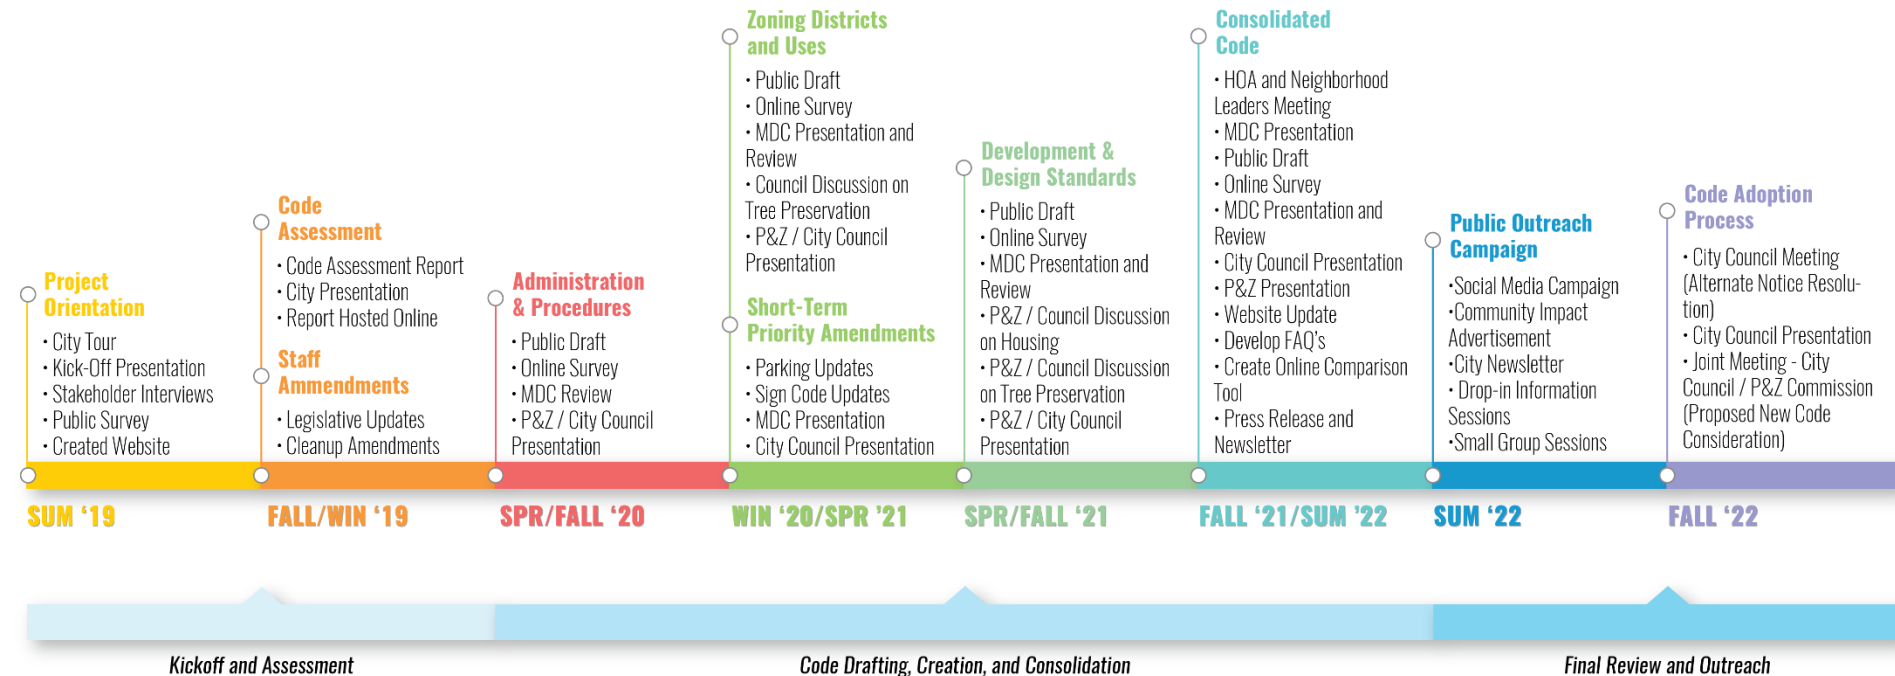 Project
Orientation
• City Tour
• Kick-Off Presentation
• Stakeholder Interviews
• Public Survey
• Created Website
SUM ‘19
Code
Assessment
• Code Assessment Report
• City Presentation
• Report Hosted Online
Staff
Ammendments
• Legislative Updates
• Cleanup Amendments
FALL/WIN ‘19
Administration
& Procedures
• Public Draft
• Online Survey
• MDC Review
• P&Z / City Council
Presentation
SPR/FALL ‘20
Zoning Districts
and Uses
• Public Draft
• Online Survey
• MDC Presentation and
Review
• Council Discussion on
Tree Preservation
• P&Z / City Council
Presentation
Short-Term
Priority Amendments
• Parking Updates
• Sign Code Updates
• MDC Presentation
• City Council Presentation
WIN ‘20/SPR ’21
Development &
Design Standards
• Public Draft
• Online Survey
• MDC Presentation and
Review
• P&Z / Council Discussion
on Housing
• P&Z / Council Discussion
on Tree Preservation
• P&Z / City Council
Presentation
SPR/FALL ‘21
Consolidated
Code
• HOA and Neighborhood
Leaders Meeting
• MDC Presentation
• Public Draft
• Online Survey
• MDC Presentation and
Review
• City Council Presentation
• P&Z Presentation
• Website Update
• Develop FAQ's
• Create Online Comparison
Tool
• Press Release and
Newsletter
FALL ‘21/SUM ’22
Public Outreach
Campaign
•Social Media Campaign
•Community Impact
Advertisement
•City Newsletter
• Drop-in Information
Sessions
•Small Group Sessions
SUM ‘22
Code Adoption
Process
• City Council Meeting
(Alternate Notice Resolu-
tion)
• City Council Presentation
• Joint Meeting - City
Council / P&Z Commission
(Proposed New Code
Consideration)
FALL ‘22
Kickoff and Assessment
Code Drafting, Creation, and Consolidation
Final Review and Outreach